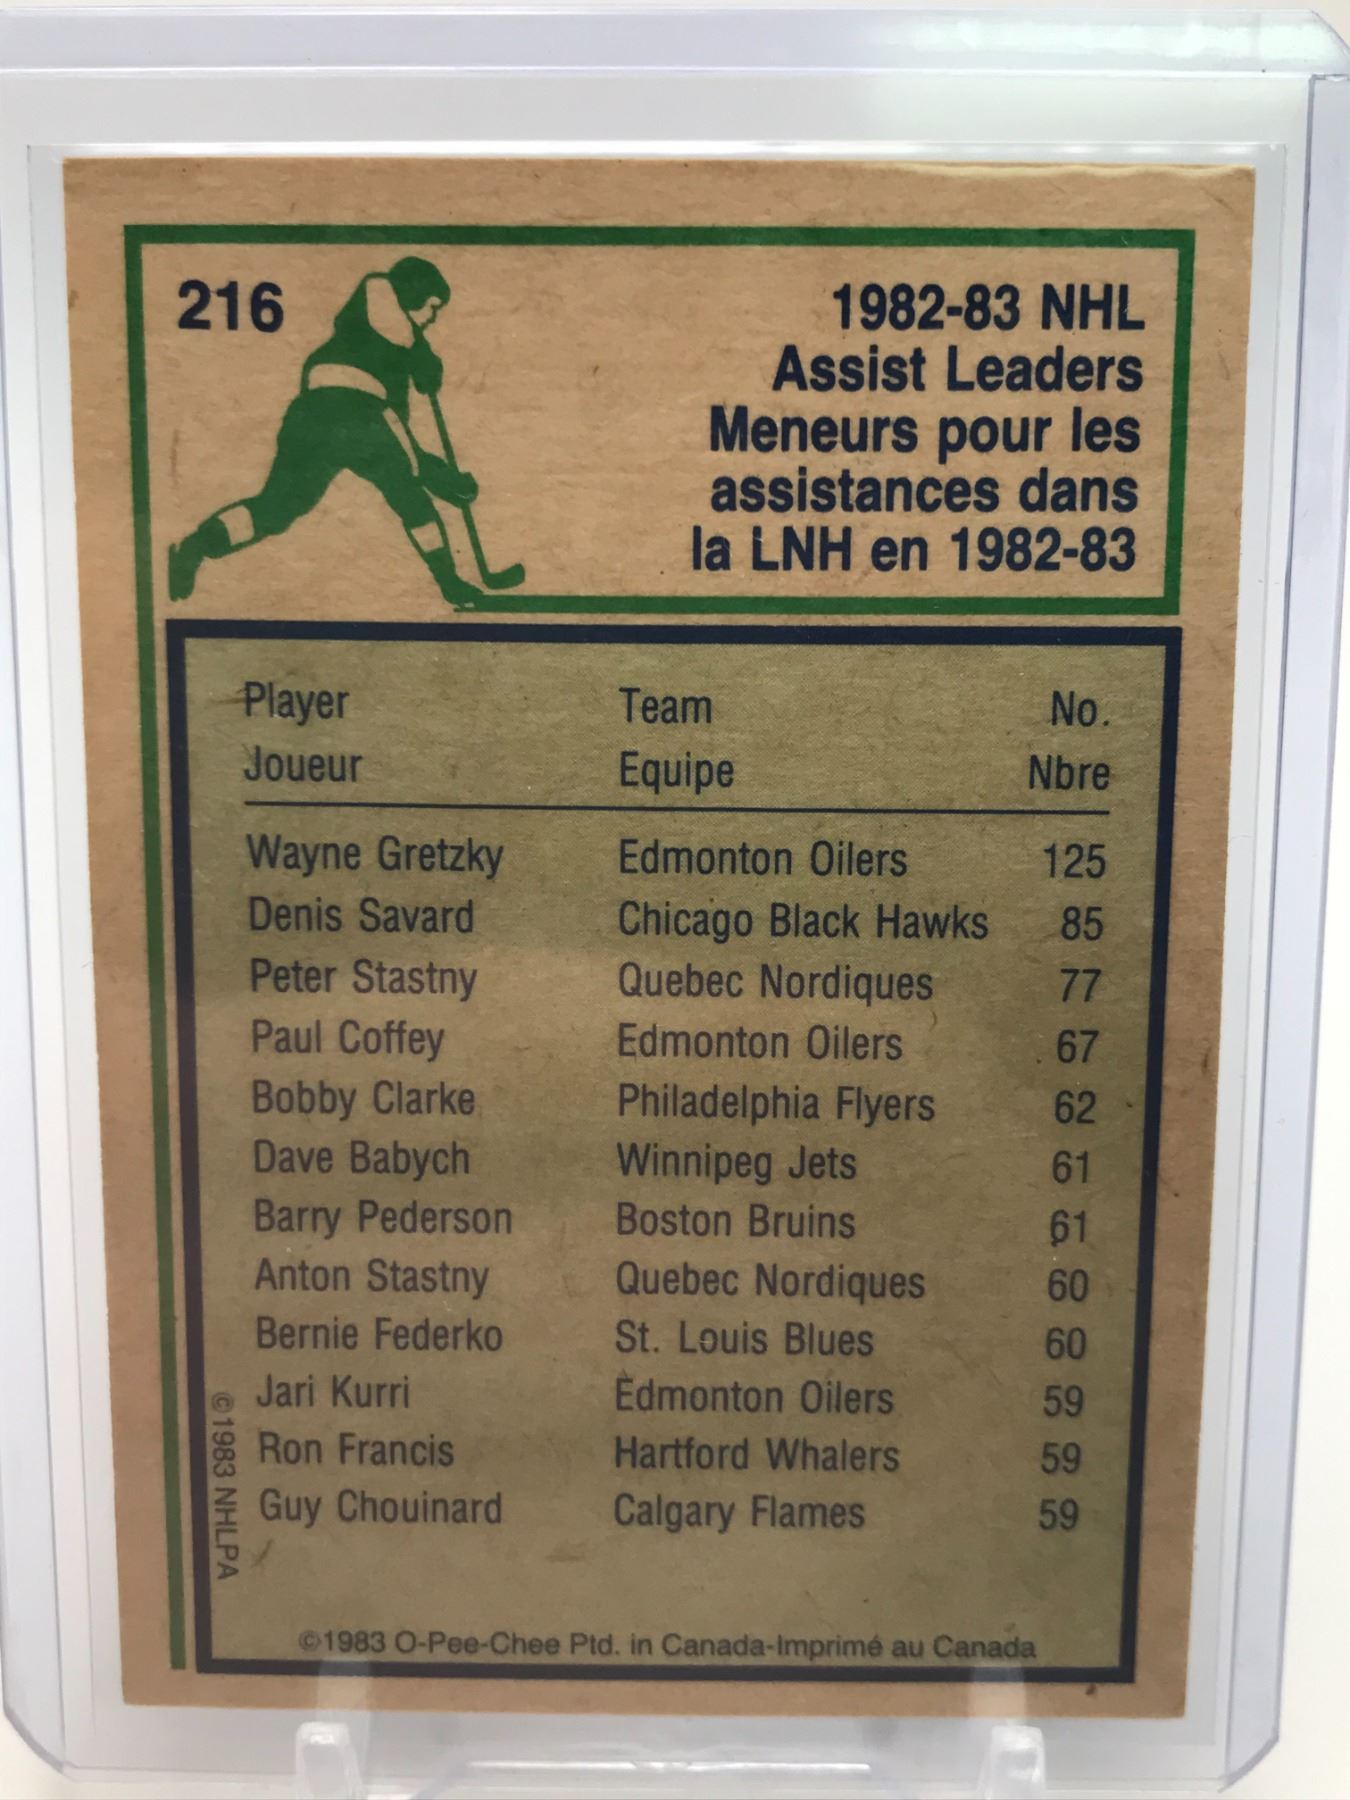 216
1982-83 NHL
Assist Leaders
Meneurs pour les
assistances dans
la LNH en 1982-83
Player Team No.
Joueur Equipe Nbre
Wayne Gretzky Edmonton Oilers 125
Denis Savard Chicago Black Hawks 85
Peter Stastny Quebec Nordiques 77
Paul Coffey Edmonton Oilers 67
Bobby Clarke Philadelphia Flyers 62
Dave Babych Winnipeg Jets 61
Barry Pederson Boston Bruins 61
Anton Stastny Quebec Nordiques 60
Bernie Federko St. Louis Blues 60
Jari Kurri Edmonton Oilers 59
Ron Francis Hartford Whalers 59
Guy Chouinard Calgary Flames 59
©1983 NHLPA
©1983 O-Pee-Chee Ptd. in Canada-Imprimé au Canada